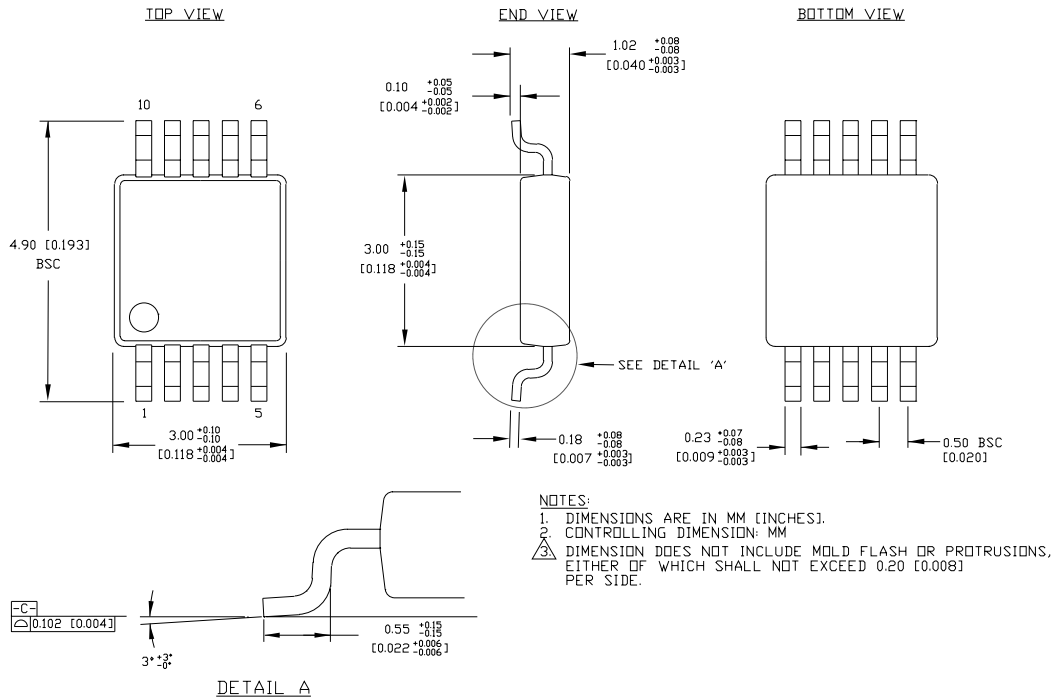 TOP VIEW
END VIEW
BOTTOM VIEW
10
6
4.90 [0.193]
BSC
1
5
3.00 +0.10 -0.10
[0.118 +0.004 -0.004]
1.02 +0.08 -0.08
[0.040 +0.003 -0.003]
0.10 +0.05 -0.05
[0.004 +0.002 -0.002]
3.00 +0.15 -0.15
[0.118 +0.004 -0.004]
SEE DETAIL 'A'
0.18 +0.08 -0.08
[0.007 +0.003 -0.003]
0.23 +0.07 -0.08
[0.009 +0.003 -0.003]
0.50 BSC
[0.020]
NOTES:
1. DIMENSIONS ARE IN MM [INCHES].
2. CONTROLLING DIMENSION: MM
3. DIMENSION DOES NOT INCLUDE MOLD FLASH OR PROTRUSIONS,
EITHER OF WHICH SHALL NOT EXCEED 0.20 [0.008]
PER SIDE.
-C-
0.102 [0.004]
3° +3° -0°
0.55 +0.15 -0.15
[0.022 +0.006 -0.006]
DETAIL A